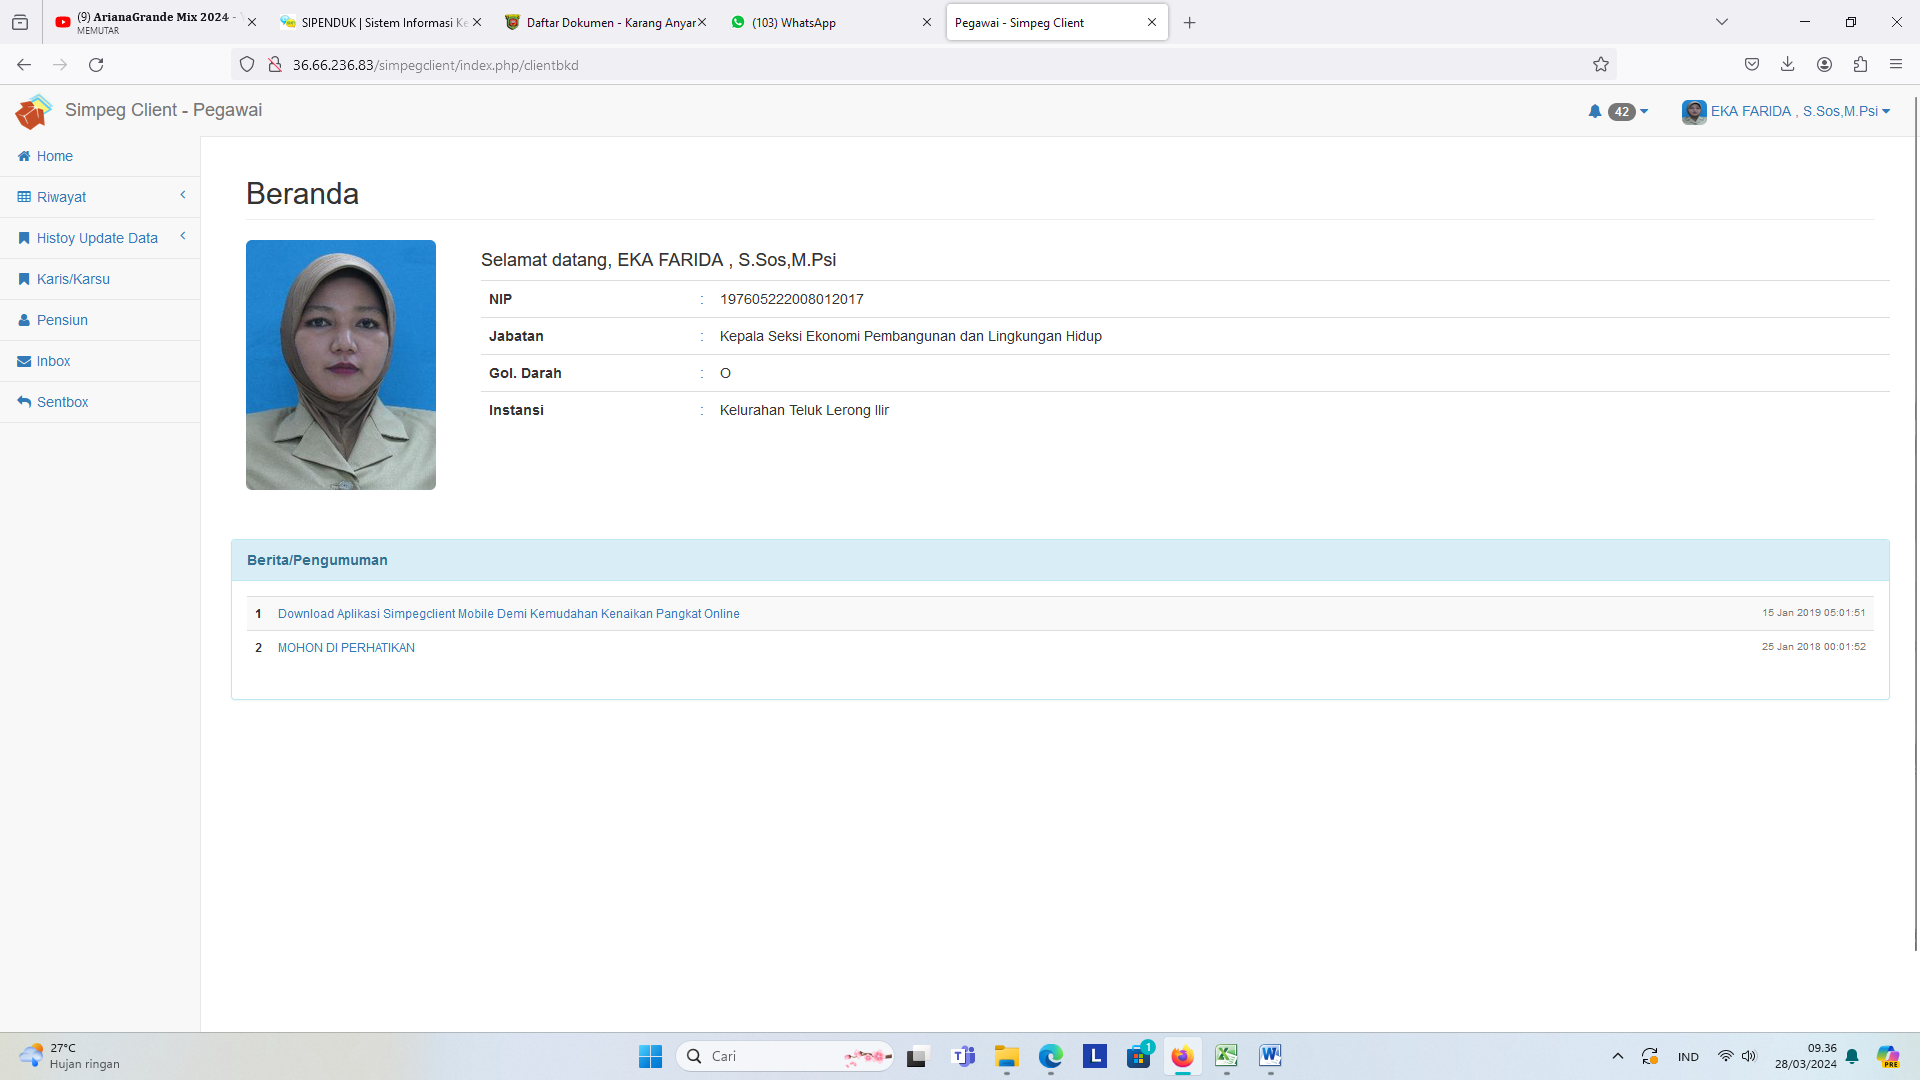 (9) ArianaGrande Mix 2024 -
MEMUTAR
SIPENDUK | Sistem Informasi Ke
Daftar Dokumen - Karang Anyar
(103) WhatsApp
Pegawai - Simpeg Client
36.66.236.83/simpegclient/index.php/clientbkd
Simpeg Client - Pegawai
42
EKA FARIDA , S.Sos,M.Psi
Home
Riwayat
Histoy Update Data
Karis/Karsu
Pensiun
Inbox
Sentbox
Beranda
Selamat datang, EKA FARIDA , S.Sos,M.Psi
NIP : 197605222008012017
Jabatan : Kepala Seksi Ekonomi Pembangunan dan Lingkungan Hidup
Gol. Darah : O
Instansi : Kelurahan Teluk Lerong Ilir
Berita/Pengumuman
1 Download Aplikasi Simpegclient Mobile Demi Kemudahan Kenaikan Pangkat Online 15 Jan 2019 05:01:51
2 MOHON DI PERHATIKAN 25 Jan 2018 00:01:52
27°C
Hujan ringan
Cari
L
1
IND
09.36
28/03/2024
PRE